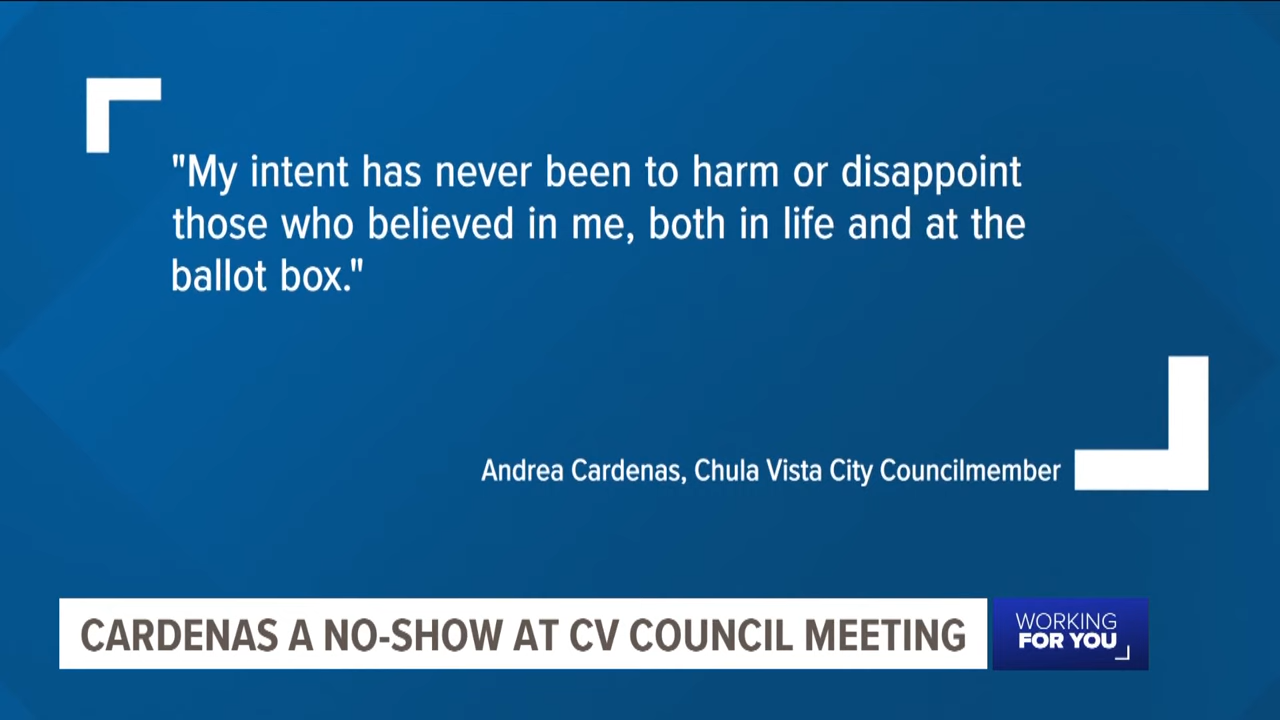 "My intent has never been to harm or disappoint
those who believed in me, both in life and at the
ballot box."
Andrea Cardenas, Chula Vista City Councilmember
CARDENAS A NO-SHOW AT CV COUNCIL MEETING
WORKING
FOR YOU